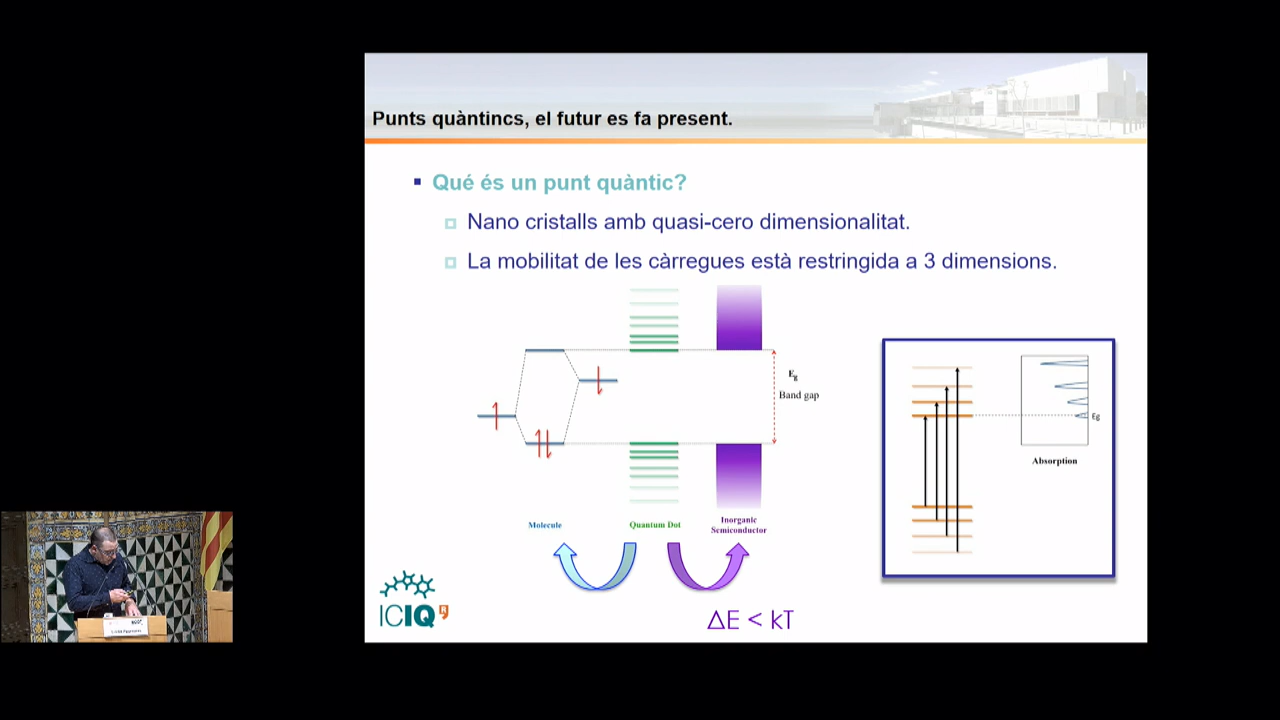 Punts quàntincs, el futur es fa present.
Qué és un punt quàntic?
Nano cristalls amb quasi-cero dimensionalitat.
La mobilitat de les càrregues està restringida a 3 dimensions.
Eg
Band gap
Eg
Absorption
Molecule
Quantum Dot
Inorganic
Semiconductor
ICIQR
ΔE < kT